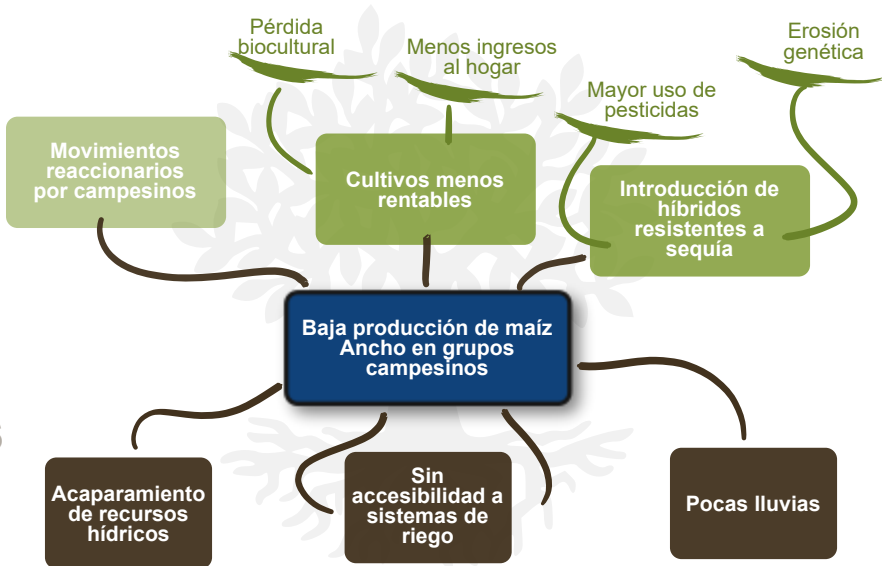 Pérdida
biocultural
Menos ingresos
al hogar
Mayor uso de
pesticidas
Erosión
genética
Movimientos
reaccionarios
por campesinos
Cultivos menos
rentables
Introducción de
híbridos
resistentes a
sequía
Baja producción de maíz
Ancho en grupos
campesinos
Acaparamiento
de recursos
hídricos
Sin
accesibilidad a
sistemas de
riego
Pocas lluvias